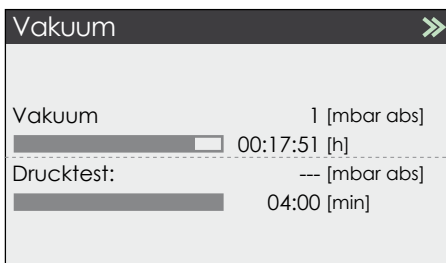 Vakuum
Vakuum 1 [mbar abs]
00:17:51 [h]
Drucktest: --- [mbar abs]
04:00 [min]